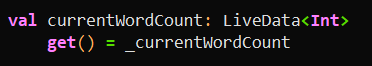 val currentWordCount: LiveData<Int>
    get() = _currentWordCount